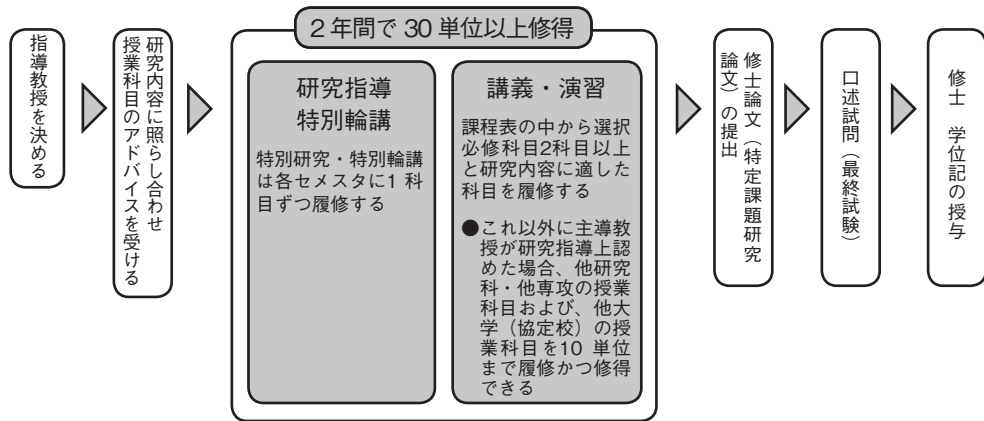 指導教授を決める
研究内容に照らし合わせ
授業科目のアドバイスを受ける
2年間で30単位以上修得
研究指導
特別輪講
特別研究・特別輪講
は各セメスタに1 科
目ずつ履修する
講義・演習
課程表の中から選択
必修科目2科目以上
と研究内容に適した
科目を履修する
●これ以外に主導教
授が研究指導上認
めた場合、他研究
科・他専攻の授業
科目および、他大
学（協定校）の授
業科目を10 単位
まで履修かつ修得
できる
修士論文（特定課題研究
論文）の提出
口述試問（最終試験）
修士 学位記の授与